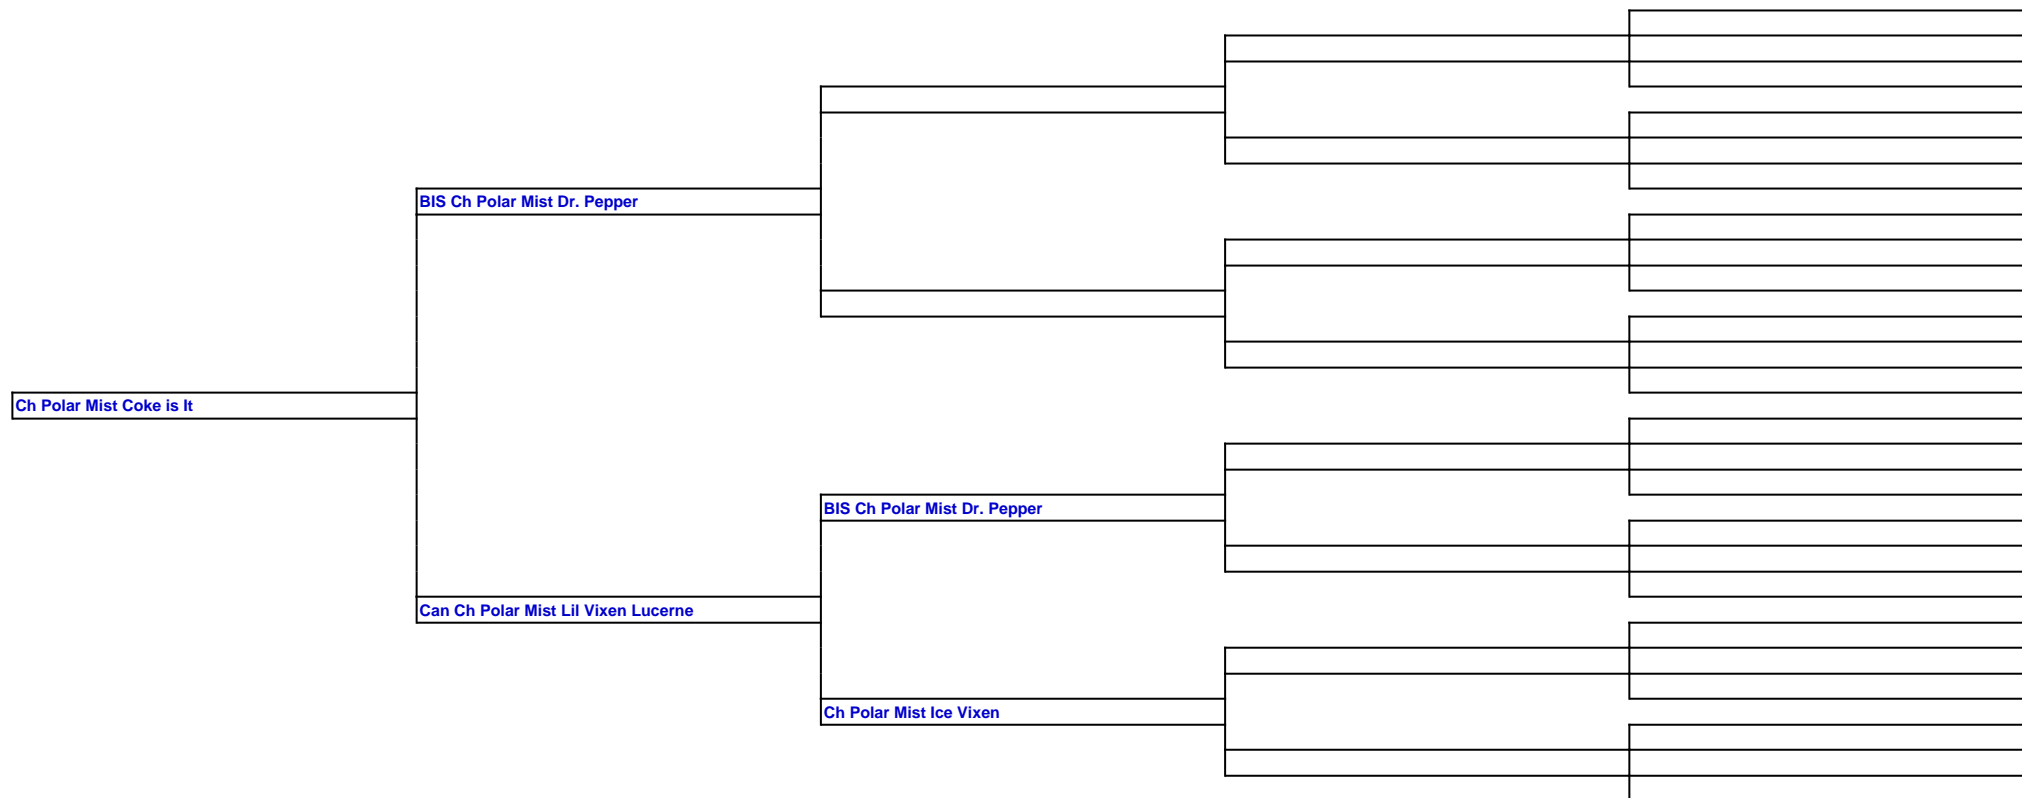 BIS Ch Polar Mist Dr. Pepper
Ch Polar Mist Coke is It
BIS Ch Polar Mist Dr. Pepper
Can Ch Polar Mist Lil Vixen Lucerne
Ch Polar Mist Ice Vixen